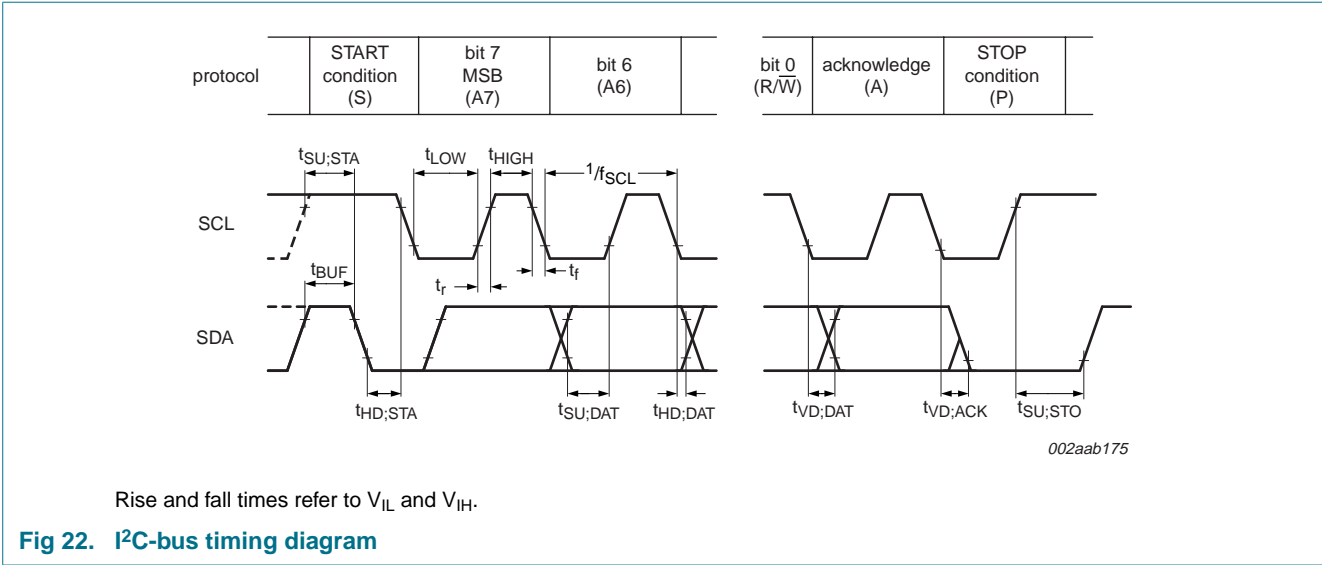 protocol
START
condition
(S)
bit 7
MSB
(A7)
bit 6
(A6)
bit 0
(R/W̅)
acknowledge
(A)
STOP
condition
(P)
tSU;STA
tLOW
tHIGH
1/fSCL
SCL
tBUF
tr
tf
SDA
tHD;STA
tSU;DAT
tHD;DAT
tVD;DAT
tVD;ACK
tSU;STO
002aab175
Rise and fall times refer to VIL and VIH.
Fig 22. I²C-bus timing diagram